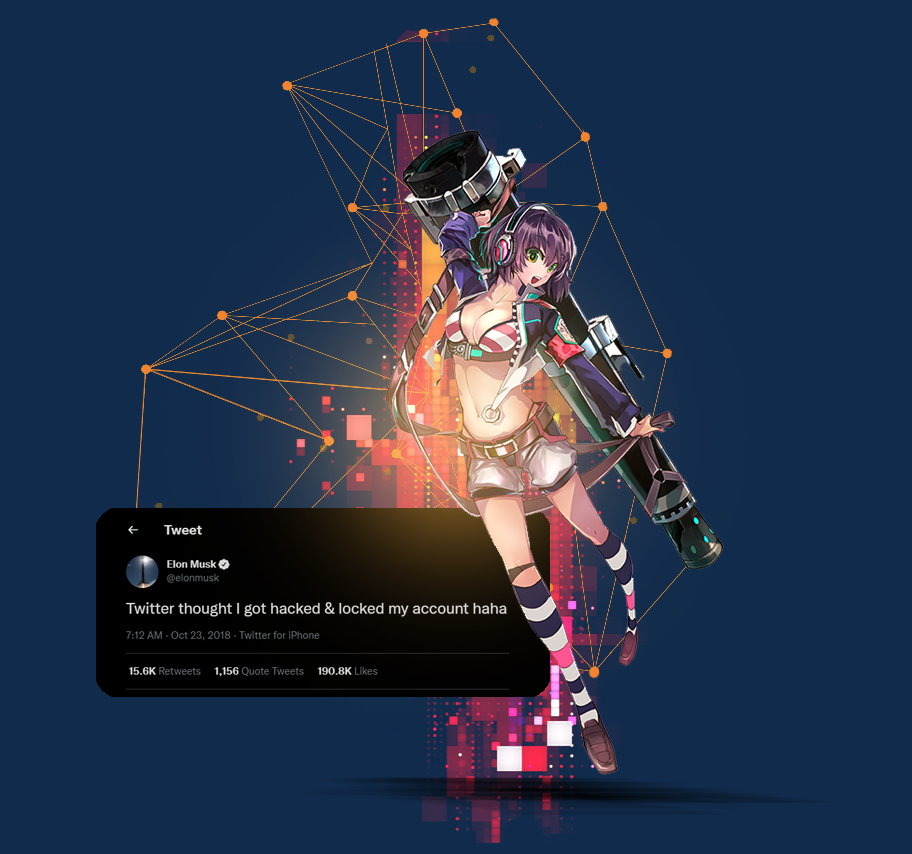 Tweet
Elon Musk
@elonmusk
Twitter thought I got hacked & locked my account haha
7:12 AM · Oct 23, 2018 · Twitter for iPhone
15.6K Retweets 1,156 Quote Tweets 190.8K Likes